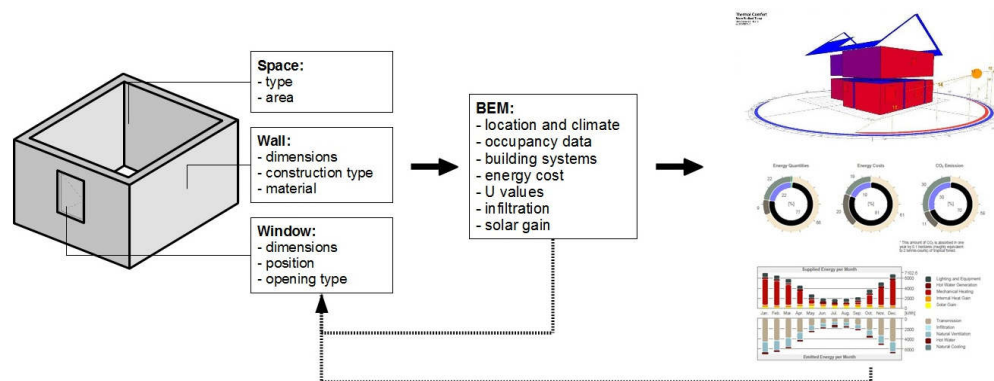 Space:
- type
- area
Wall:
- dimensions
- construction type
- material
Window:
- dimensions
- position
- opening type
BEM:
- location and climate
- occupancy data
- building systems
- energy cost
- U values
- infiltration
- solar gain
Thermal Comfort
Energy Quantities
Energy Costs
CO₂ Emission
[%]
[%]
[%]
Supplied Energy per Month
Jan Feb Mar Apr May Jun Jul Aug Sep Oct Nov Dec
Emitted Energy per Month
Lighting and Equipment
Hot Water Generation
Mechanical Heating
Internal Heat Gain
Solar Gain
Transmission
Infiltration
Natural Ventilation
Hot Water
Natural Cooling